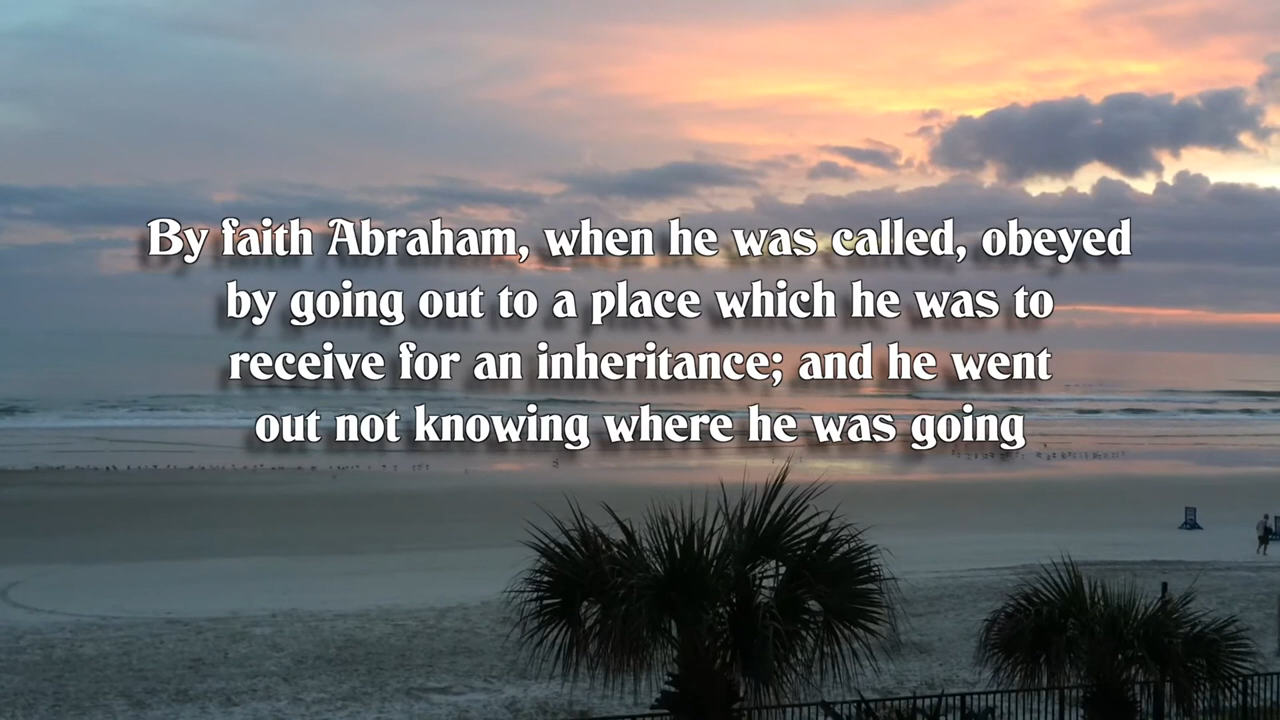 By faith Abraham, when he was called, obeyed
by going out to a place which he was to
receive for an inheritance; and he went
out not knowing where he was going